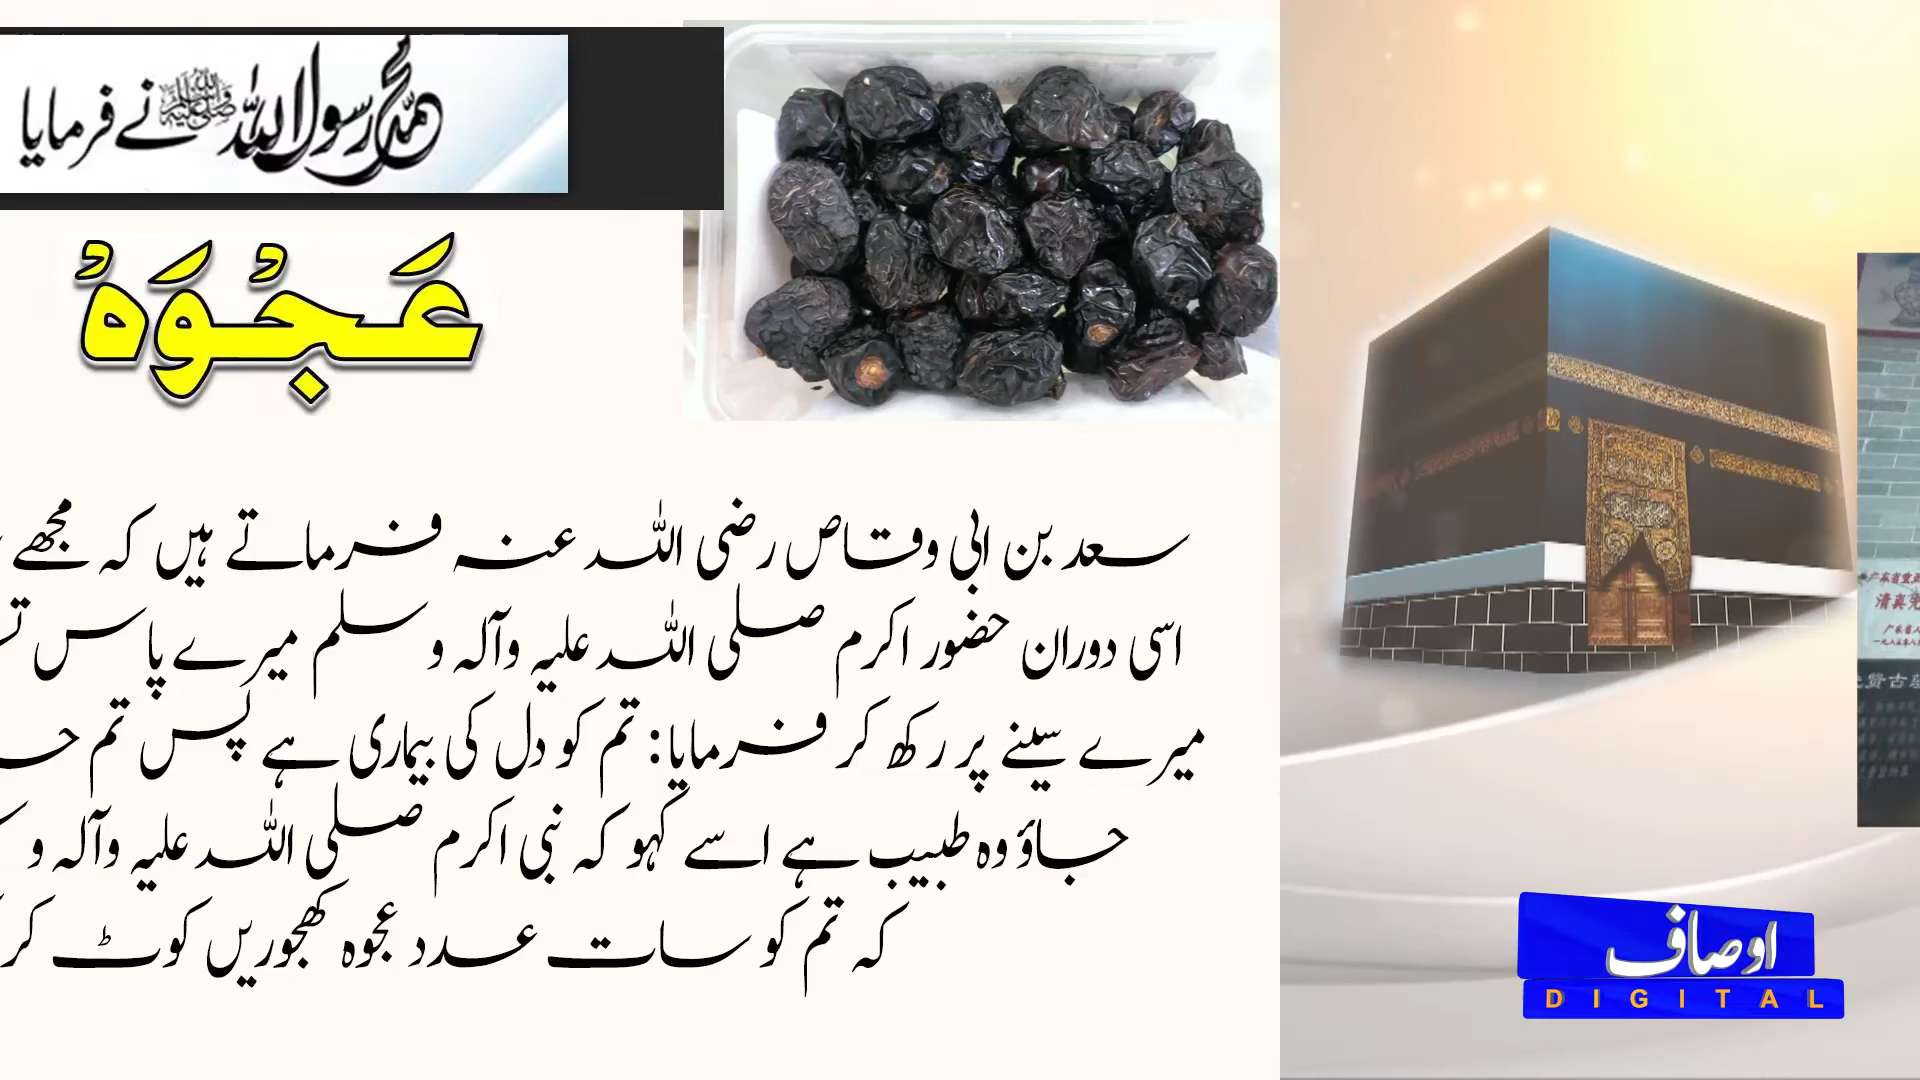 محمد رسول اللہ ﷺ نے فرمایا
عَجْوَہْ
سعد بن ابی وقاص رضی اللہ عنہ فرماتے ہیں کہ مجھے
اسی دوران حضور اکرم صلی اللہ علیہ وآلہ وسلم میرے پاس
میرے سینے پر رکھ کر فرمایا: تم کو دل کی بیماری ہے پس تم
جاؤ وہ طبیب ہے اسے کہو کہ نبی اکرم صلی اللہ علیہ وآلہ و
کہ تم کو سات عدد عجوہ کھجوریں کوٹ کر
اوصاف
DIGITAL